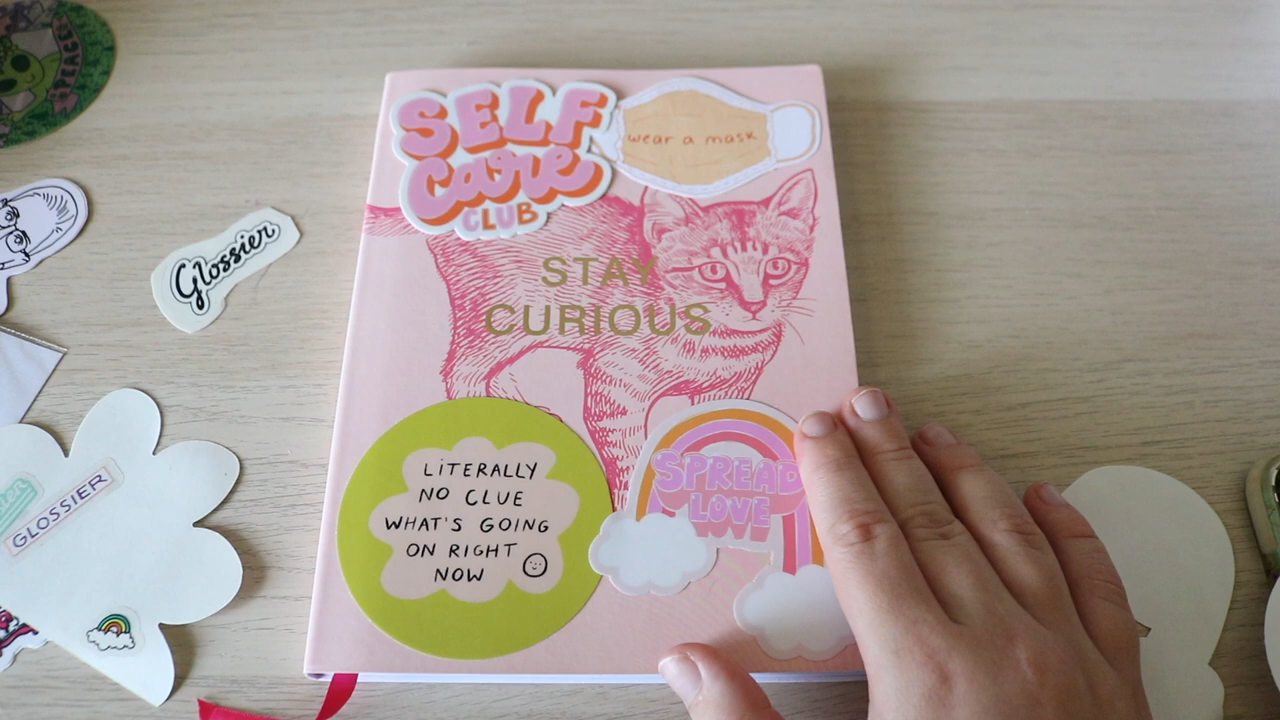 PEACE
SELF
Care
CLUB
wear a mask
Glossier
STAY
CURIOUS
LITERALLY
NO CLUE
WHAT'S GOING
ON RIGHT
NOW
SPREAD
LOVE
GLOSSIER